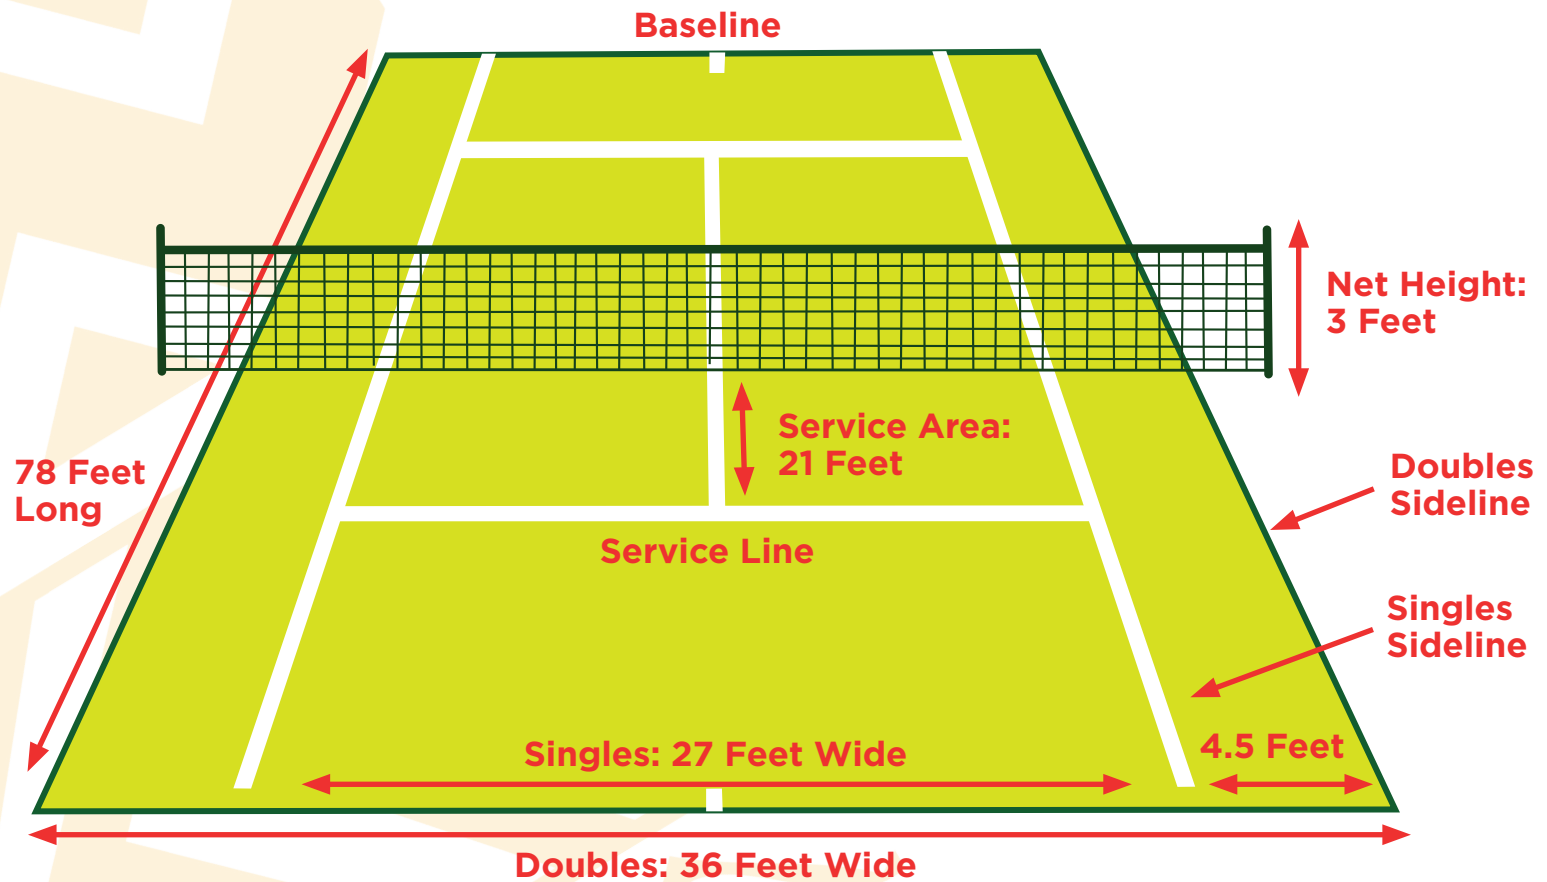 Baseline
Net Height:
3 Feet
Service Area:
21 Feet
78 Feet
Long
Doubles
Sideline
Service Line
Singles
Sideline
Singles: 27 Feet Wide
4.5 Feet
Doubles: 36 Feet Wide